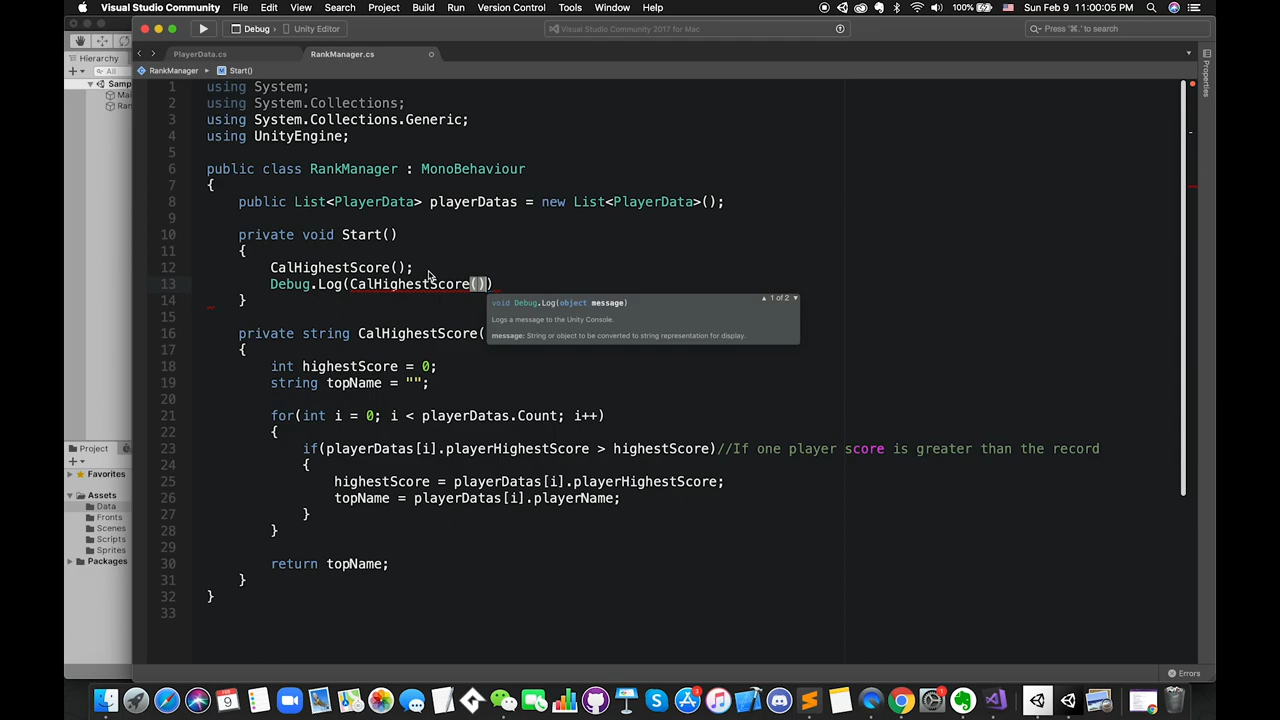 Visual Studio Community File Edit View Search Project Build Run Version Control Tools Window Help 100% Sun Feb 9 11:00:05 PM
Debug Unity Editor Visual Studio Community 2017 for Mac Press '⌘.' to search
PlayerData.cs RankManager.cs
RankManager Start()
Hierarchy
All
Samp
Mai
Ran
Project
Favorites
Assets
Data
Fronts
Scenes
Scripts
Sprites
Packages
Properties
1 using System;
2 using System.Collections;
3 using System.Collections.Generic;
4 using UnityEngine;
5
6 public class RankManager : MonoBehaviour
7 {
8 public List<PlayerData> playerDatas = new List<PlayerData>();
9
10 private void Start()
11 {
12 CalHighestScore();
13 Debug.Log(CalHighestScore())
14 }
void Debug.Log(object message) 1 of 2
Logs a message to the Unity Console.
message: String or object to be converted to string representation for display.
15
16 private string CalHighestScore(
17 {
18 int highestScore = 0;
19 string topName = "";
20
21 for(int i = 0; i < playerDatas.Count; i++)
22 {
23 if(playerDatas[i].playerHighestScore > highestScore)//If one player score is greater than the record
24 {
25 highestScore = playerDatas[i].playerHighestScore;
26 topName = playerDatas[i].playerName;
27 }
28 }
29
30 return topName;
31 }
32 }
33
Errors